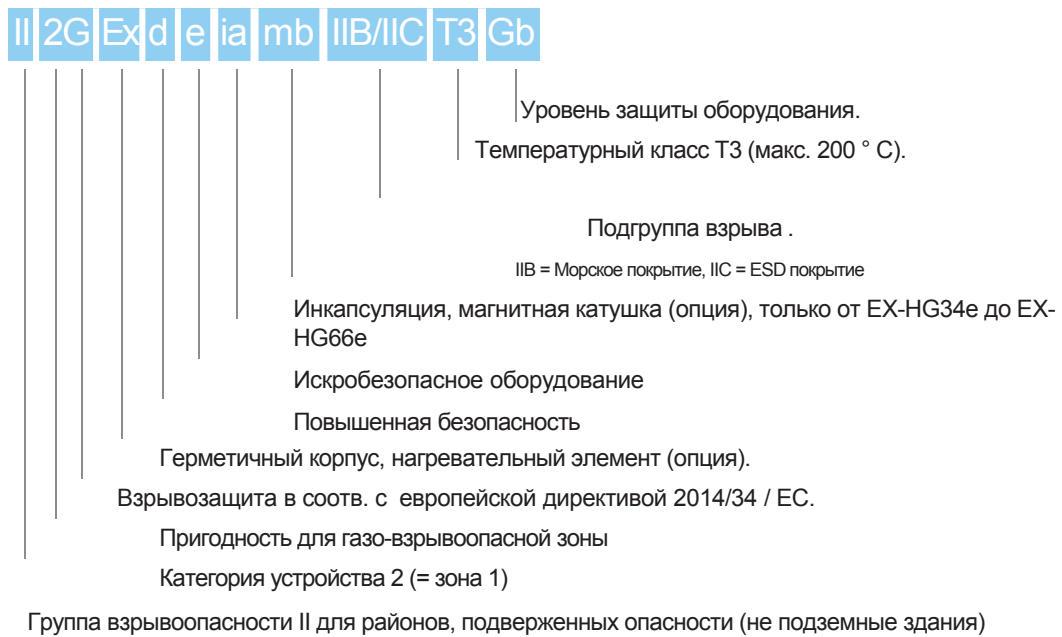 II 2G Ex d e ia mb IIB/IIC T3 Gb
Уровень защиты оборудования.
Температурный класс T3 (макс. 200 ° C).
Подгруппа взрыва .
IIB = Морское покрытие, IIC = ESD покрытие
Инкапсуляция, магнитная катушка (опция), только от EX-HG34e до EX-
HG66e
Искробезопасное оборудование
Повышенная безопасность
Герметичный корпус, нагревательный элемент (опция).
Взрывозащита в соотв. с европейской директивой 2014/34 / EC.
Пригодность для газо-взрывоопасной зоны
Категория устройства 2 (= зона 1)
Группа взрывоопасности II для районов, подверженных опасности (не подземные здания)